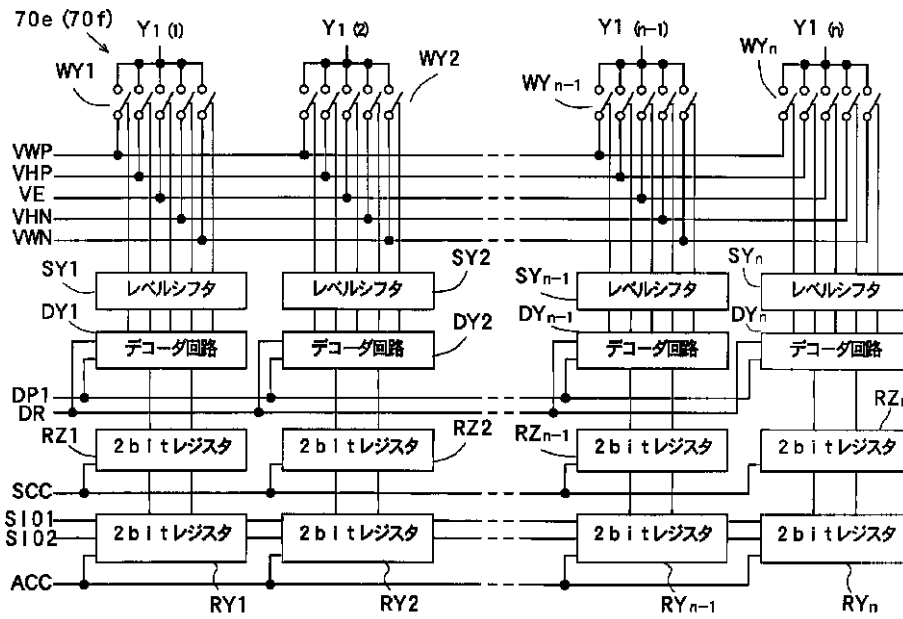 70e (70f)
Y1 (1) Y1 (2) Y1 (n-1) Y1 (n)
WY1 WY2 WYn-1 WYn
VWP
VHP
VE
VHN
VWN
SY1 SY2 SYn-1 SYn
レベルシフタ レベルシフタ レベルシフタ レベルシフタ
DY1 DY2 DYn-1 DYn
デコーダ回路 デコーダ回路 デコーダ回路 デコーダ回路
DP1
DR
RZ1 RZ2 RZn-1
2bitレジスタ 2bitレジスタ 2bitレジスタ 2bitレジスタ
SCC
SI01
SI02
2bitレジスタ 2bitレジスタ 2bitレジスタ 2bitレジスタ
ACC
RY1 RY2 RYn-1 RYn